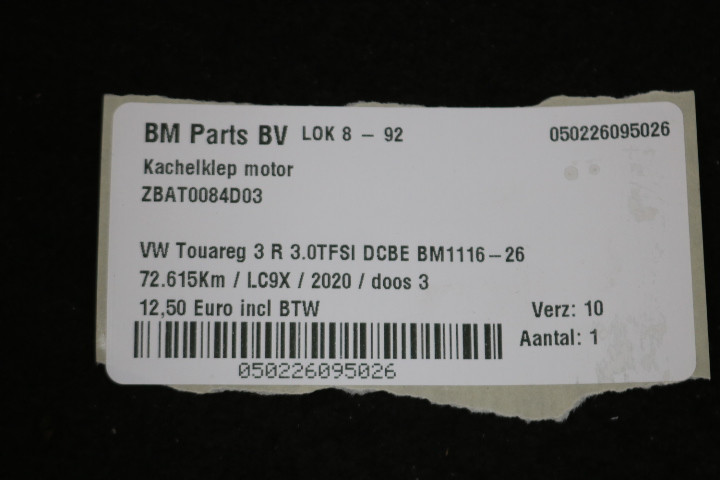 BM Parts BV LOK 8 - 92 050226095026
Kachelklep motor
ZBAT0084D03
VW Touareg 3 R 3.0TFSI DCBE BM1116-26
72.615Km / LC9X / 2020 / doos 3
12,50 Euro incl BTW Verz: 10
Aantal: 1
050226095026